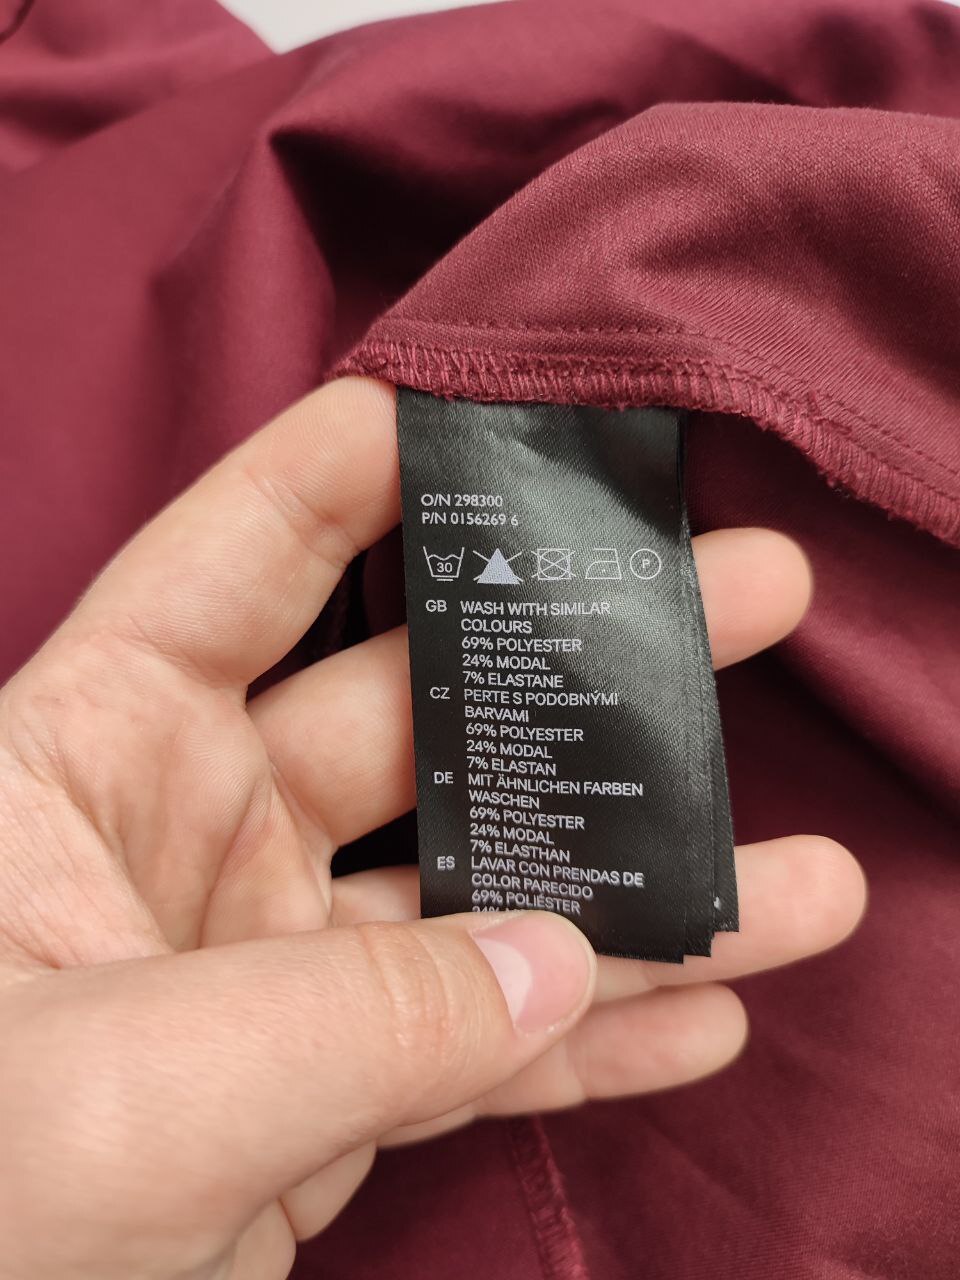 O/N 298300
P/N 0156269 6
30 P
GB WASH WITH SIMILAR
COLOURS
69% POLYESTER
24% MODAL
7% ELASTANE
CZ PERTE S PODOBNÝMI
BARVAMI
69% POLYESTER
24% MODAL
7% ELASTAN
DE MIT ÄHNLICHEN FARBEN
WASCHEN
69% POLYESTER
24% MODAL
7% ELASTHAN
ES LAVAR CON PRENDAS DE
COLOR PARECIDO
69% POLIÉSTER
24%